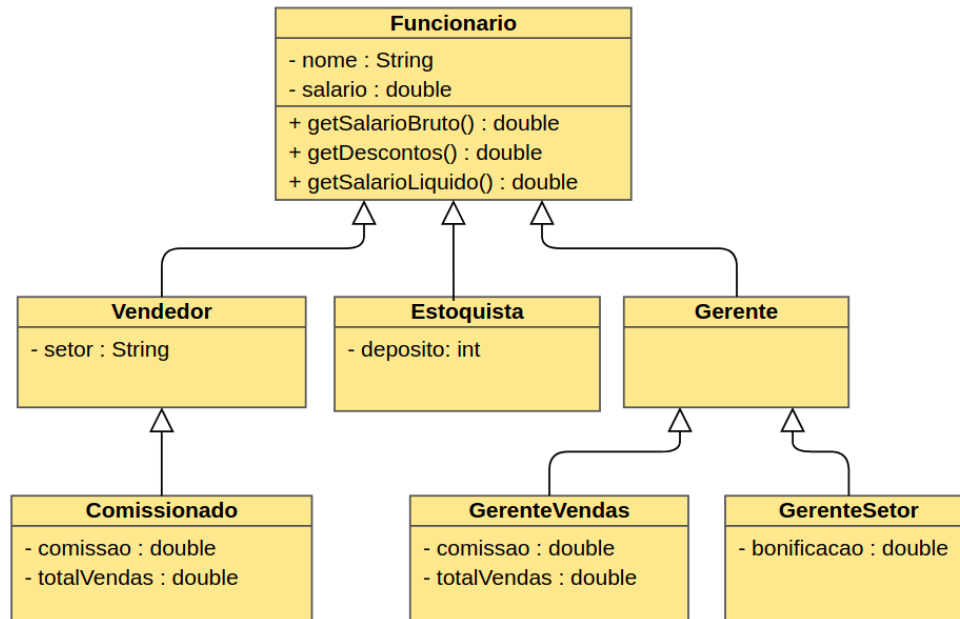 Funcionario
- nome : String
- salario : double
+ getSalarioBruto() : double
+ getDescontos() : double
+ getSalarioLiquido() : double
Vendedor
- setor : String
Estoquista
- deposito: int
Gerente
Comissionado
- comissao : double
- totalVendas : double
GerenteVendas
- comissao : double
- totalVendas : double
GerenteSetor
- bonificacao : double